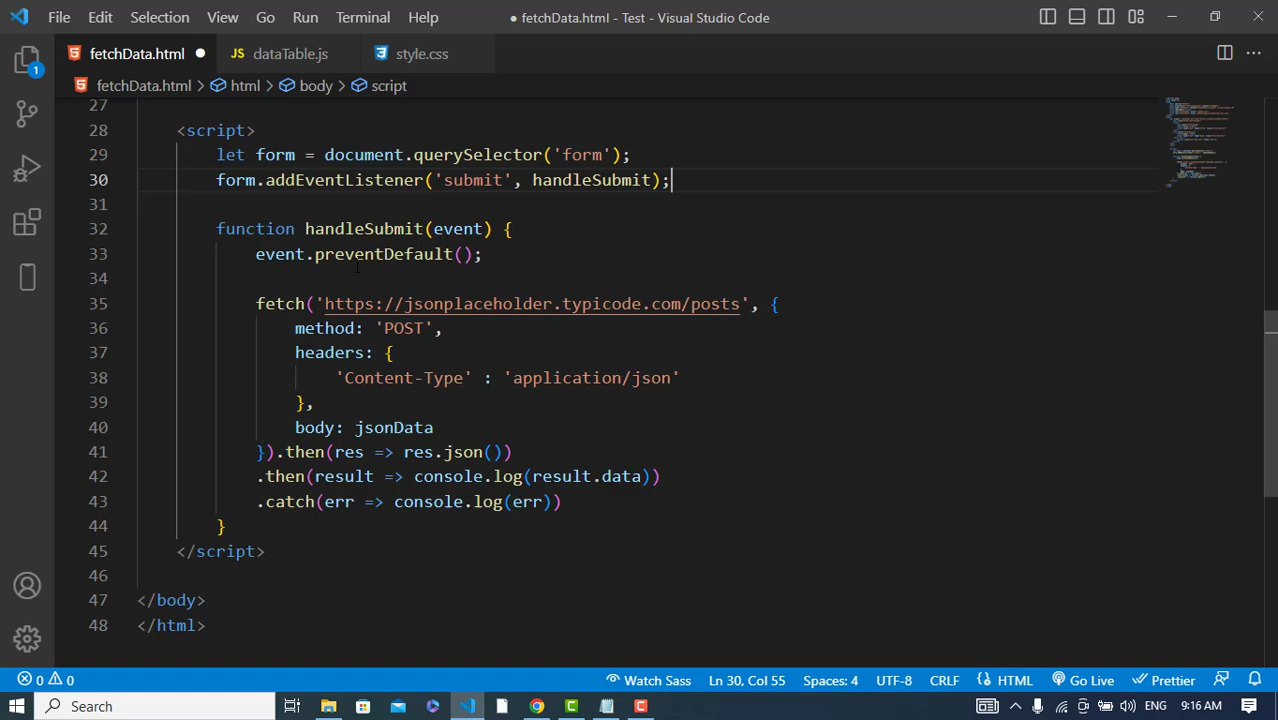 File Edit Selection View Go Run Terminal Help
● fetchData.html - Test - Visual Studio Code
fetchData.html ●
JS dataTable.js
style.css
1
fetchData.html > html > body > script
27
28 <script>
29 let form = document.querySelector('form');
30 form.addEventListener('submit', handleSubmit);
31
32 function handleSubmit(event) {
33 event.preventDefault();
34
35 fetch('https://jsonplaceholder.typicode.com/posts', {
36 method: 'POST',
37 headers: {
38 'Content-Type' : 'application/json'
39 },
40 body: jsonData
41 }).then(res => res.json())
42 .then(result => console.log(result.data))
43 .catch(err => console.log(err))
44 }
45 </script>
46
47 </body>
48 </html>
0 0
Watch Sass Ln 30, Col 55 Spaces: 4 UTF-8 CRLF HTML Go Live Prettier
Search
ENG 9:16 AM